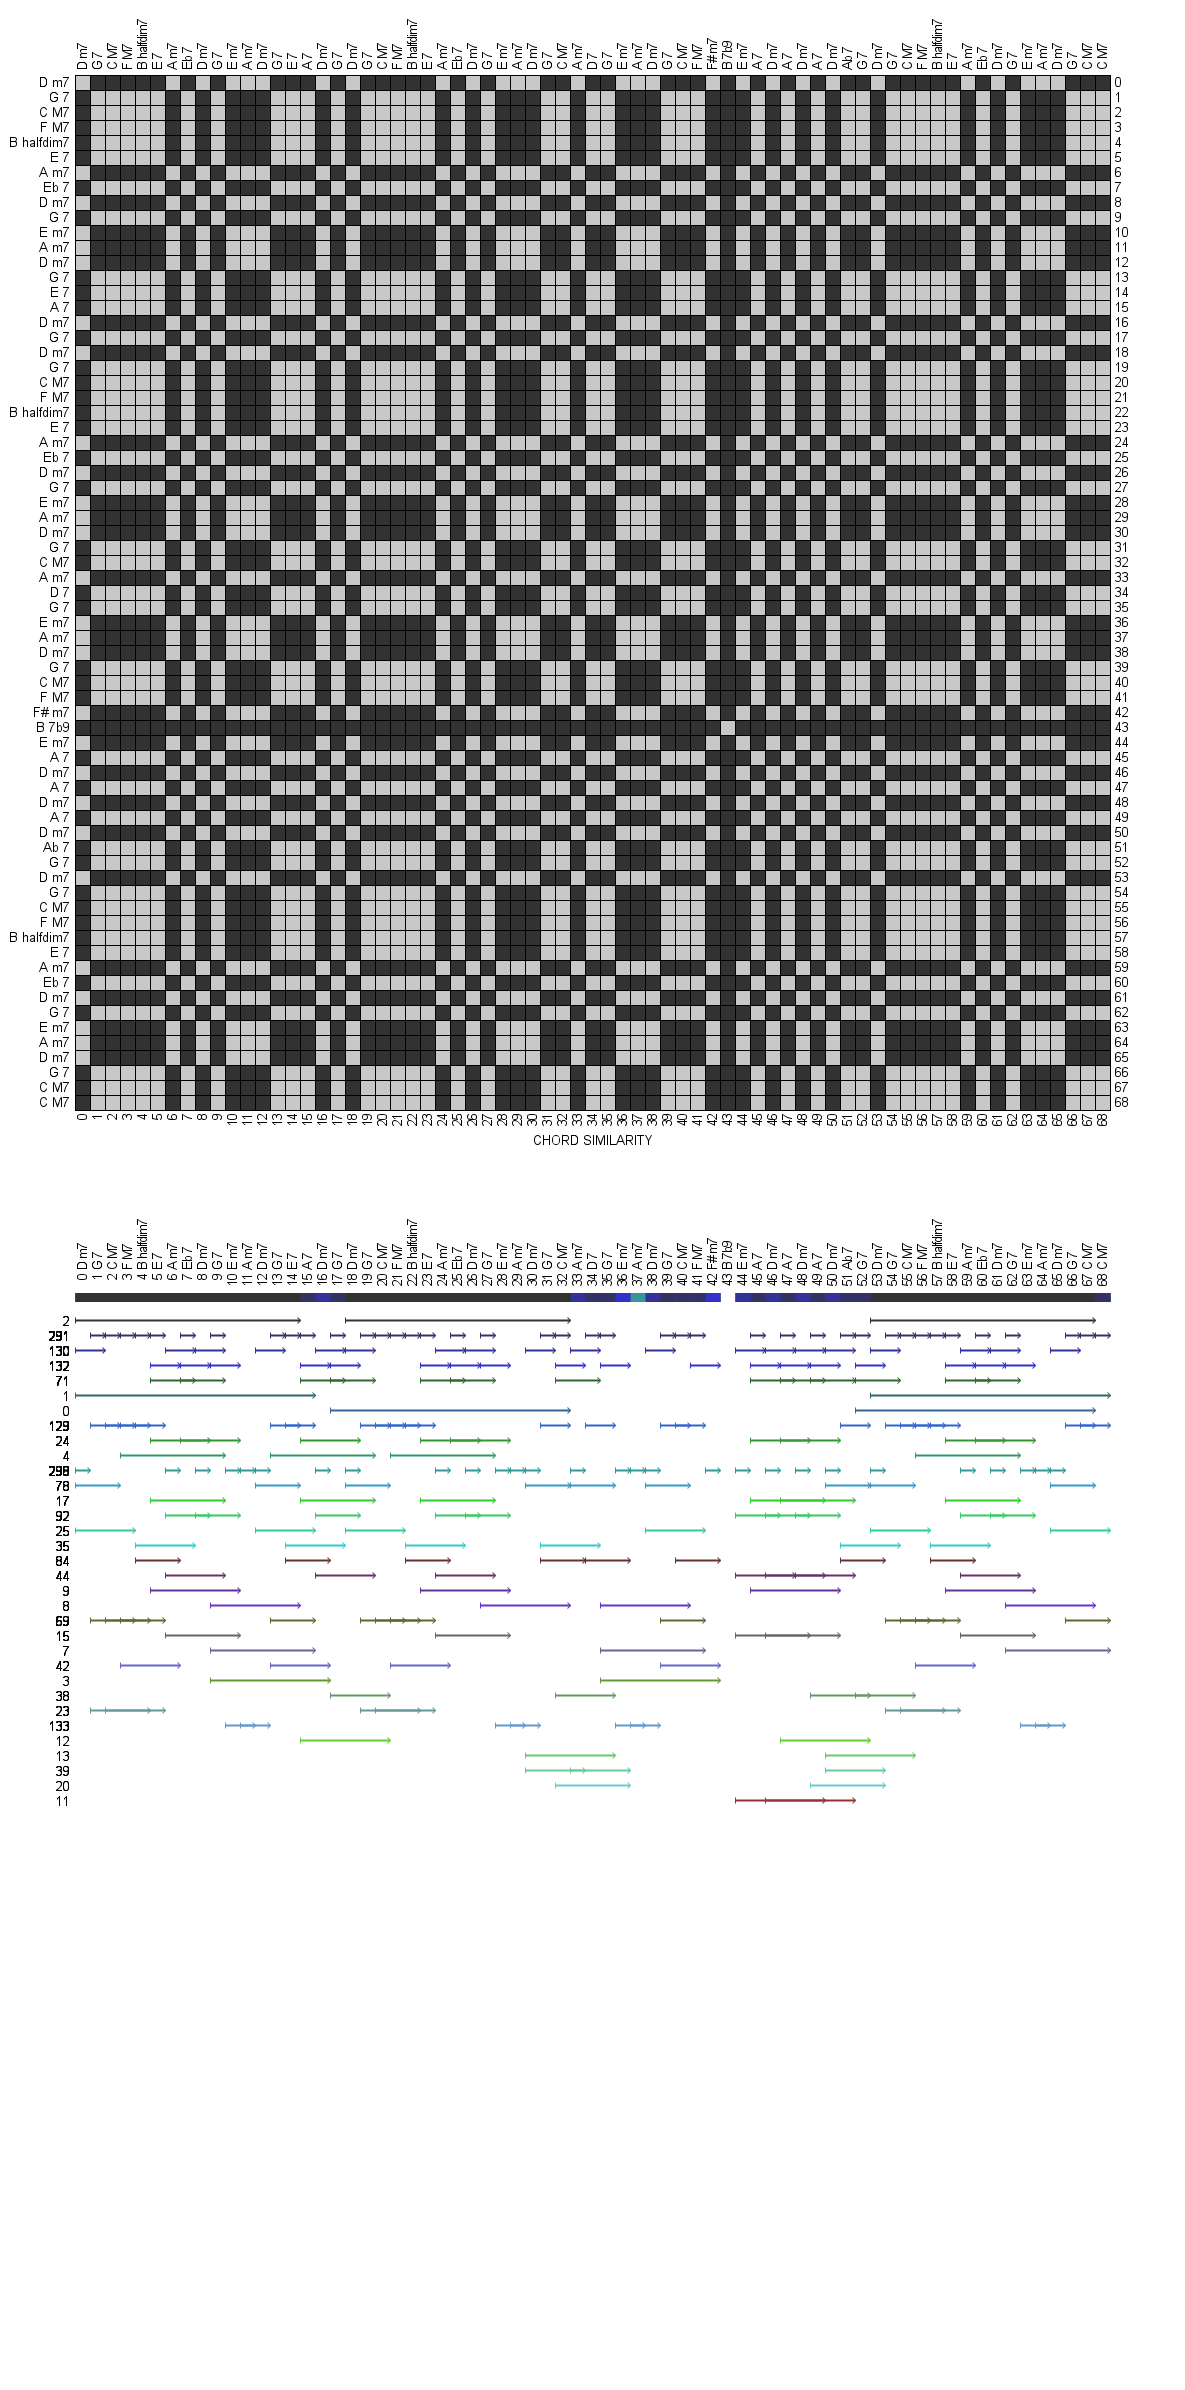 D m7 G 7 C M7 F M7 B halfdim7 E 7 A m7 Eb 7 D m7 G 7 E m7 A m7 D m7 G 7 E 7 A 7 D m7 G 7 D m7 G 7 C M7 F M7 B halfdim7 E 7 A m7 Eb 7 D m7 G 7 E m7 A m7 D m7 G 7 C M7 A m7 D 7 G 7 E m7 A m7 D m7 G 7 C M7 F M7 F# m7 B 7b9 E m7 A 7 D m7 A 7 D m7 A 7 D m7 Ab 7 G 7 D m7 G 7 C M7 F M7 B halfdim7 E 7 A m7 Eb 7 D m7 G 7 E m7 A m7 D m7 G 7 C M7 C M7
D m7 0
G 7 1
C M7 2
F M7 3
B halfdim7 4
E 7 5
A m7 6
Eb 7 7
D m7 8
G 7 9
E m7 10
A m7 11
D m7 12
G 7 13
E 7 14
A 7 15
D m7 16
G 7 17
D m7 18
G 7 19
C M7 20
F M7 21
B halfdim7 22
E 7 23
A m7 24
Eb 7 25
D m7 26
G 7 27
E m7 28
A m7 29
D m7 30
G 7 31
C M7 32
A m7 33
D 7 34
G 7 35
E m7 36
A m7 37
D m7 38
G 7 39
C M7 40
F M7 41
F# m7 42
B 7b9 43
E m7 44
A 7 45
D m7 46
A 7 47
D m7 48
A 7 49
D m7 50
Ab 7 51
G 7 52
D m7 53
G 7 54
C M7 55
F M7 56
B halfdim7 57
E 7 58
A m7 59
Eb 7 60
D m7 61
G 7 62
E m7 63
A m7 64
D m7 65
G 7 66
C M7 67
C M7 68
0 1 2 3 4 5 6 7 8 9 10 11 12 13 14 15 16 17 18 19 20 21 22 23 24 25 26 27 28 29 30 31 32 33 34 35 36 37 38 39 40 41 42 43 44 45 46 47 48 49 50 51 52 53 54 55 56 57 58 59 60 61 62 63 64 65 66 67 68
CHORD SIMILARITY
0 D m7 1 G 7 2 C M7 3 F M7 4 B halfdim7 5 E 7 6 A m7 7 Eb 7 8 D m7 9 G 7 10 E m7 11 A m7 12 D m7 13 G 7 14 E 7 15 A 7 16 D m7 17 G 7 18 D m7 19 G 7 20 C M7 21 F M7 22 B halfdim7 23 E 7 24 A m7 25 Eb 7 26 D m7 27 G 7 28 E m7 29 A m7 30 D m7 31 G 7 32 C M7 33 A m7 34 D 7 35 G 7 36 E m7 37 A m7 38 D m7 39 G 7 40 C M7 41 F M7 42 F# m7 43 B 7b9 44 E m7 45 A 7 46 D m7 47 A 7 48 D m7 49 A 7 50 D m7 51 Ab 7 52 G 7 53 D m7 54 G 7 55 C M7 56 F M7 57 B halfdim7 58 E 7 59 A m7 60 Eb 7 61 D m7 62 G 7 63 E m7 64 A m7 65 D m7 66 G 7 67 C M7 68 C M7
2
132
71
1
0
24
4
17
25
35
44
9
8
15
7
42
3
38
23
133
12
13
39
20
11